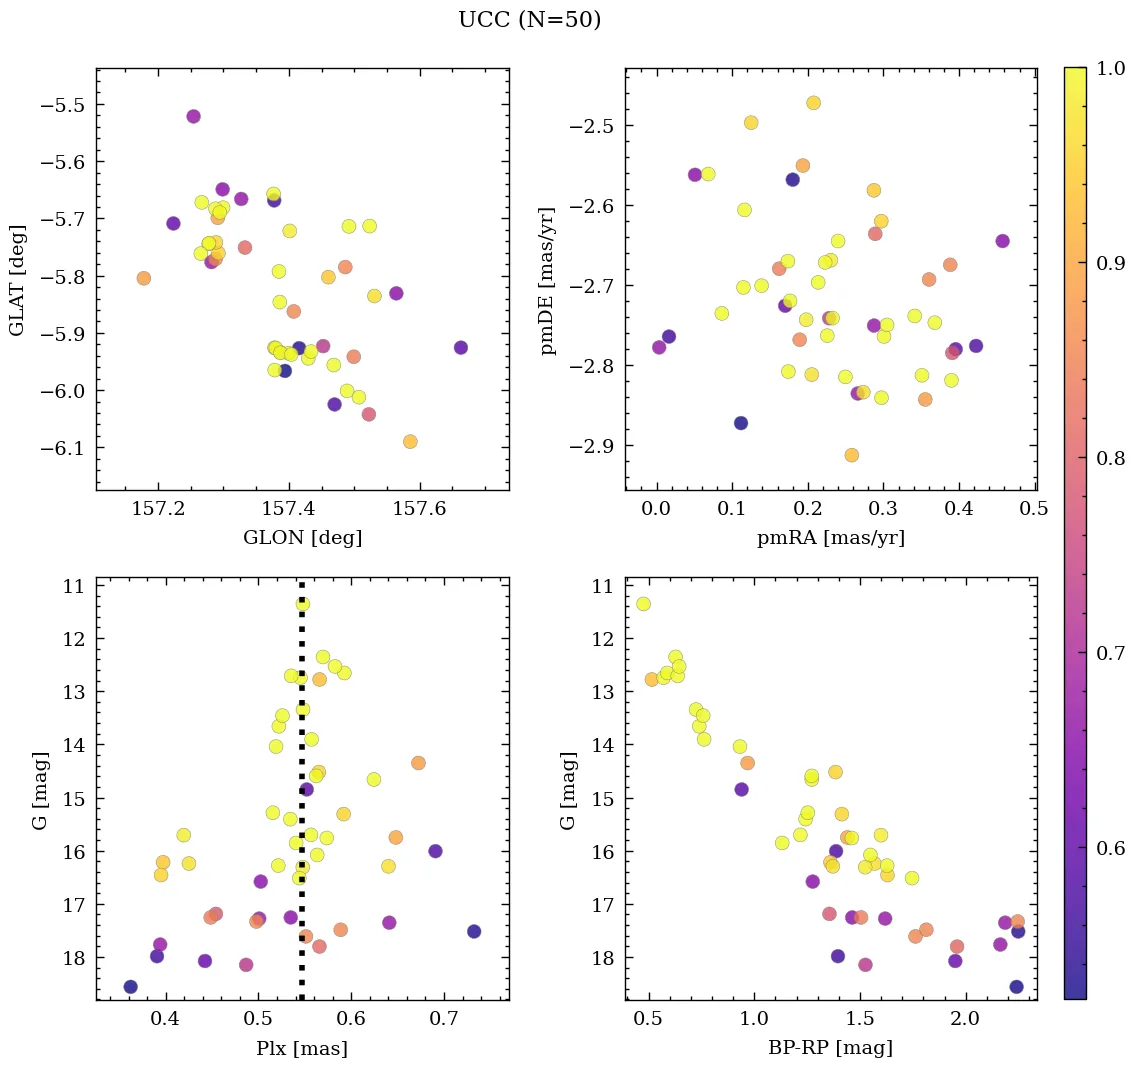 UCC (N=50)
−5.5
−5.6
−5.7
−5.8
−5.9
−6.0
−6.1
GLAT [deg]
157.2 157.4 157.6
GLON [deg]
−2.5
−2.6
−2.7
−2.8
−2.9
pmDE [mas/yr]
0.0 0.1 0.2 0.3 0.4 0.5
pmRA [mas/yr]
11
12
13
14
15
16
17
18
G [mag]
0.4 0.5 0.6 0.7
Plx [mas]
11
12
13
14
15
16
17
18
G [mag]
0.5 1.0 1.5 2.0
BP-RP [mag]
1.0
0.9
0.8
0.7
0.6